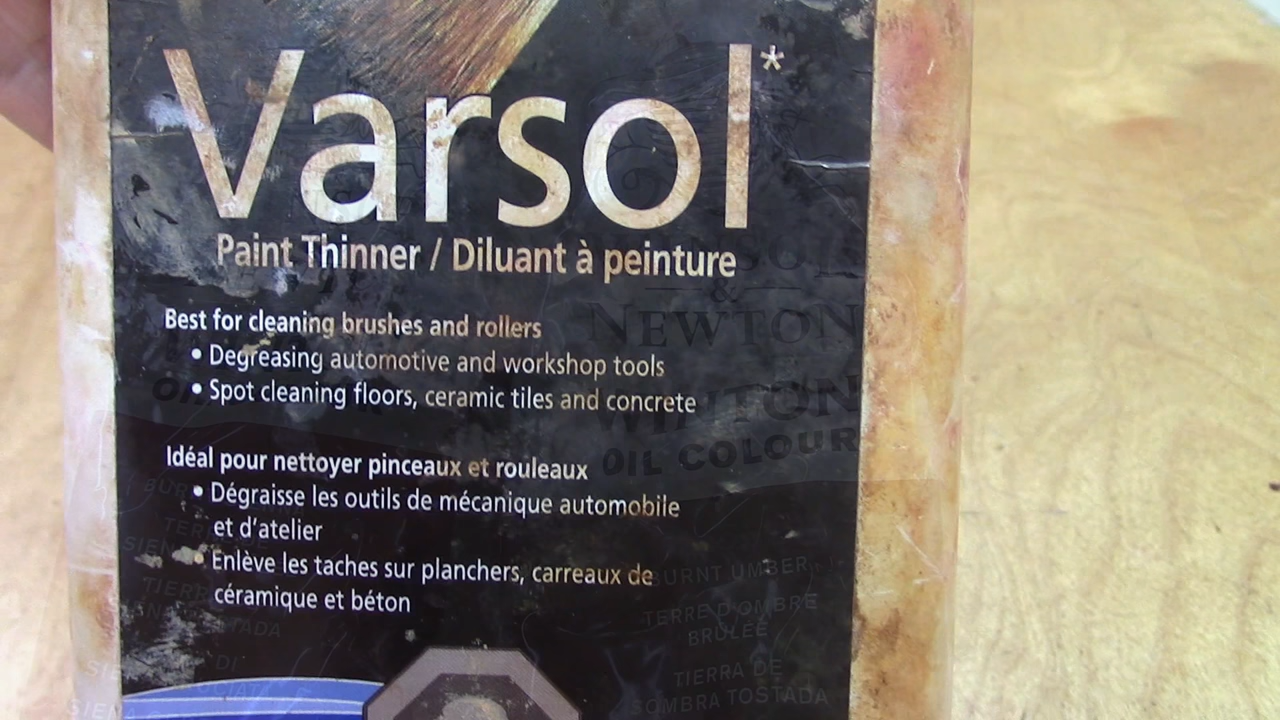 Varsol*
Paint Thinner / Diluant à peinture
Best for cleaning brushes and rollers
• Degreasing automotive and workshop tools
• Spot cleaning floors, ceramic tiles and concrete
Idéal pour nettoyer pinceaux et rouleaux
• Dégraisse les outils de mécanique automobile
et d'atelier
• Enlève les taches sur planchers, carreaux de
céramique et béton
&
NEWTON
WINTON
OIL COLOUR
BURNT UMBER
TERRE D'OMBRE
BRÛLÉE
TIERRA DE
SOMBRA TOSTADA